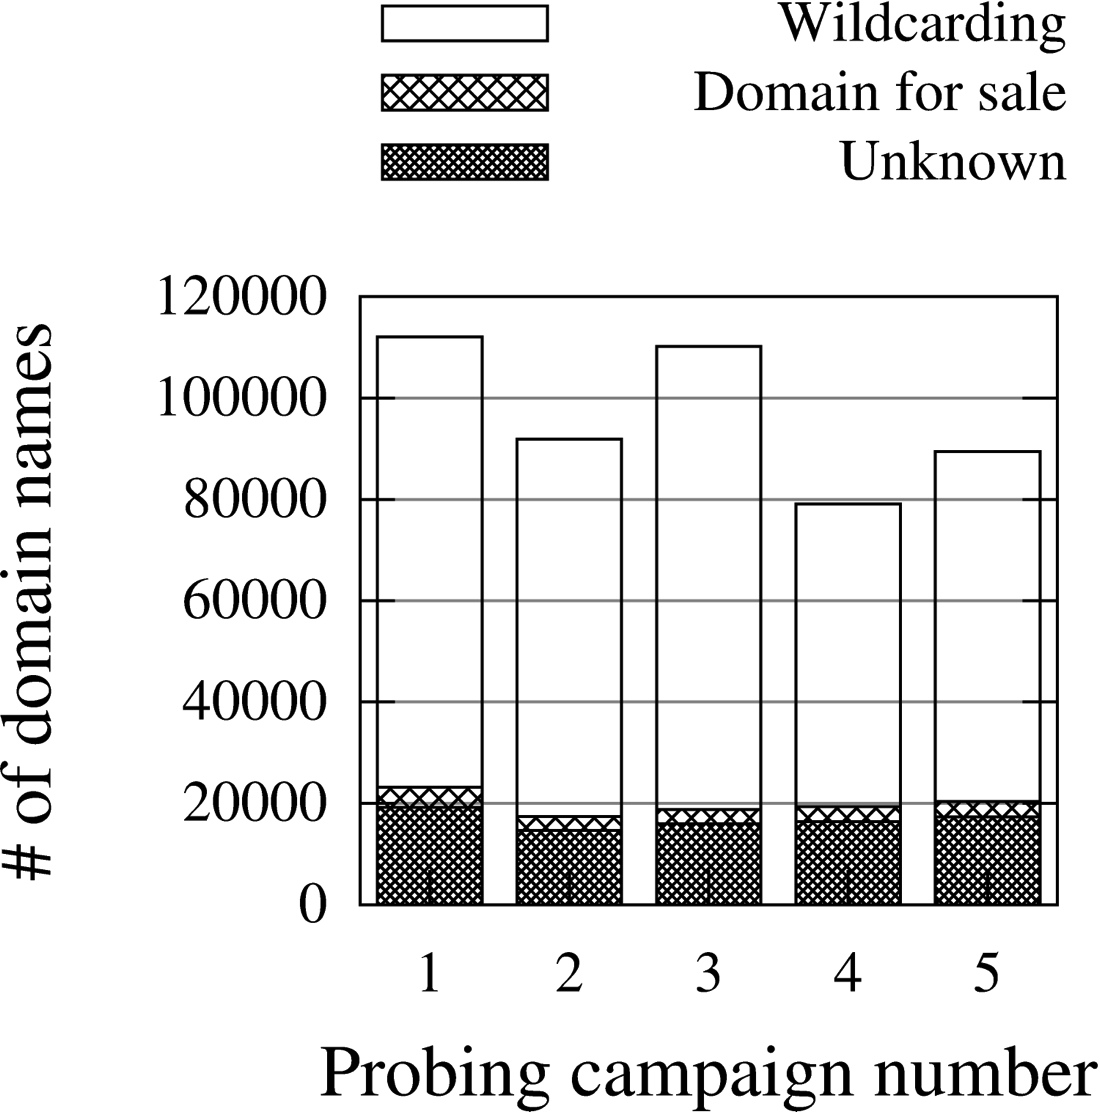 Wildcarding
Domain for sale
Unknown
# of domain names
120000
100000
80000
60000
40000
20000
0
1 2 3 4 5
Probing campaign number